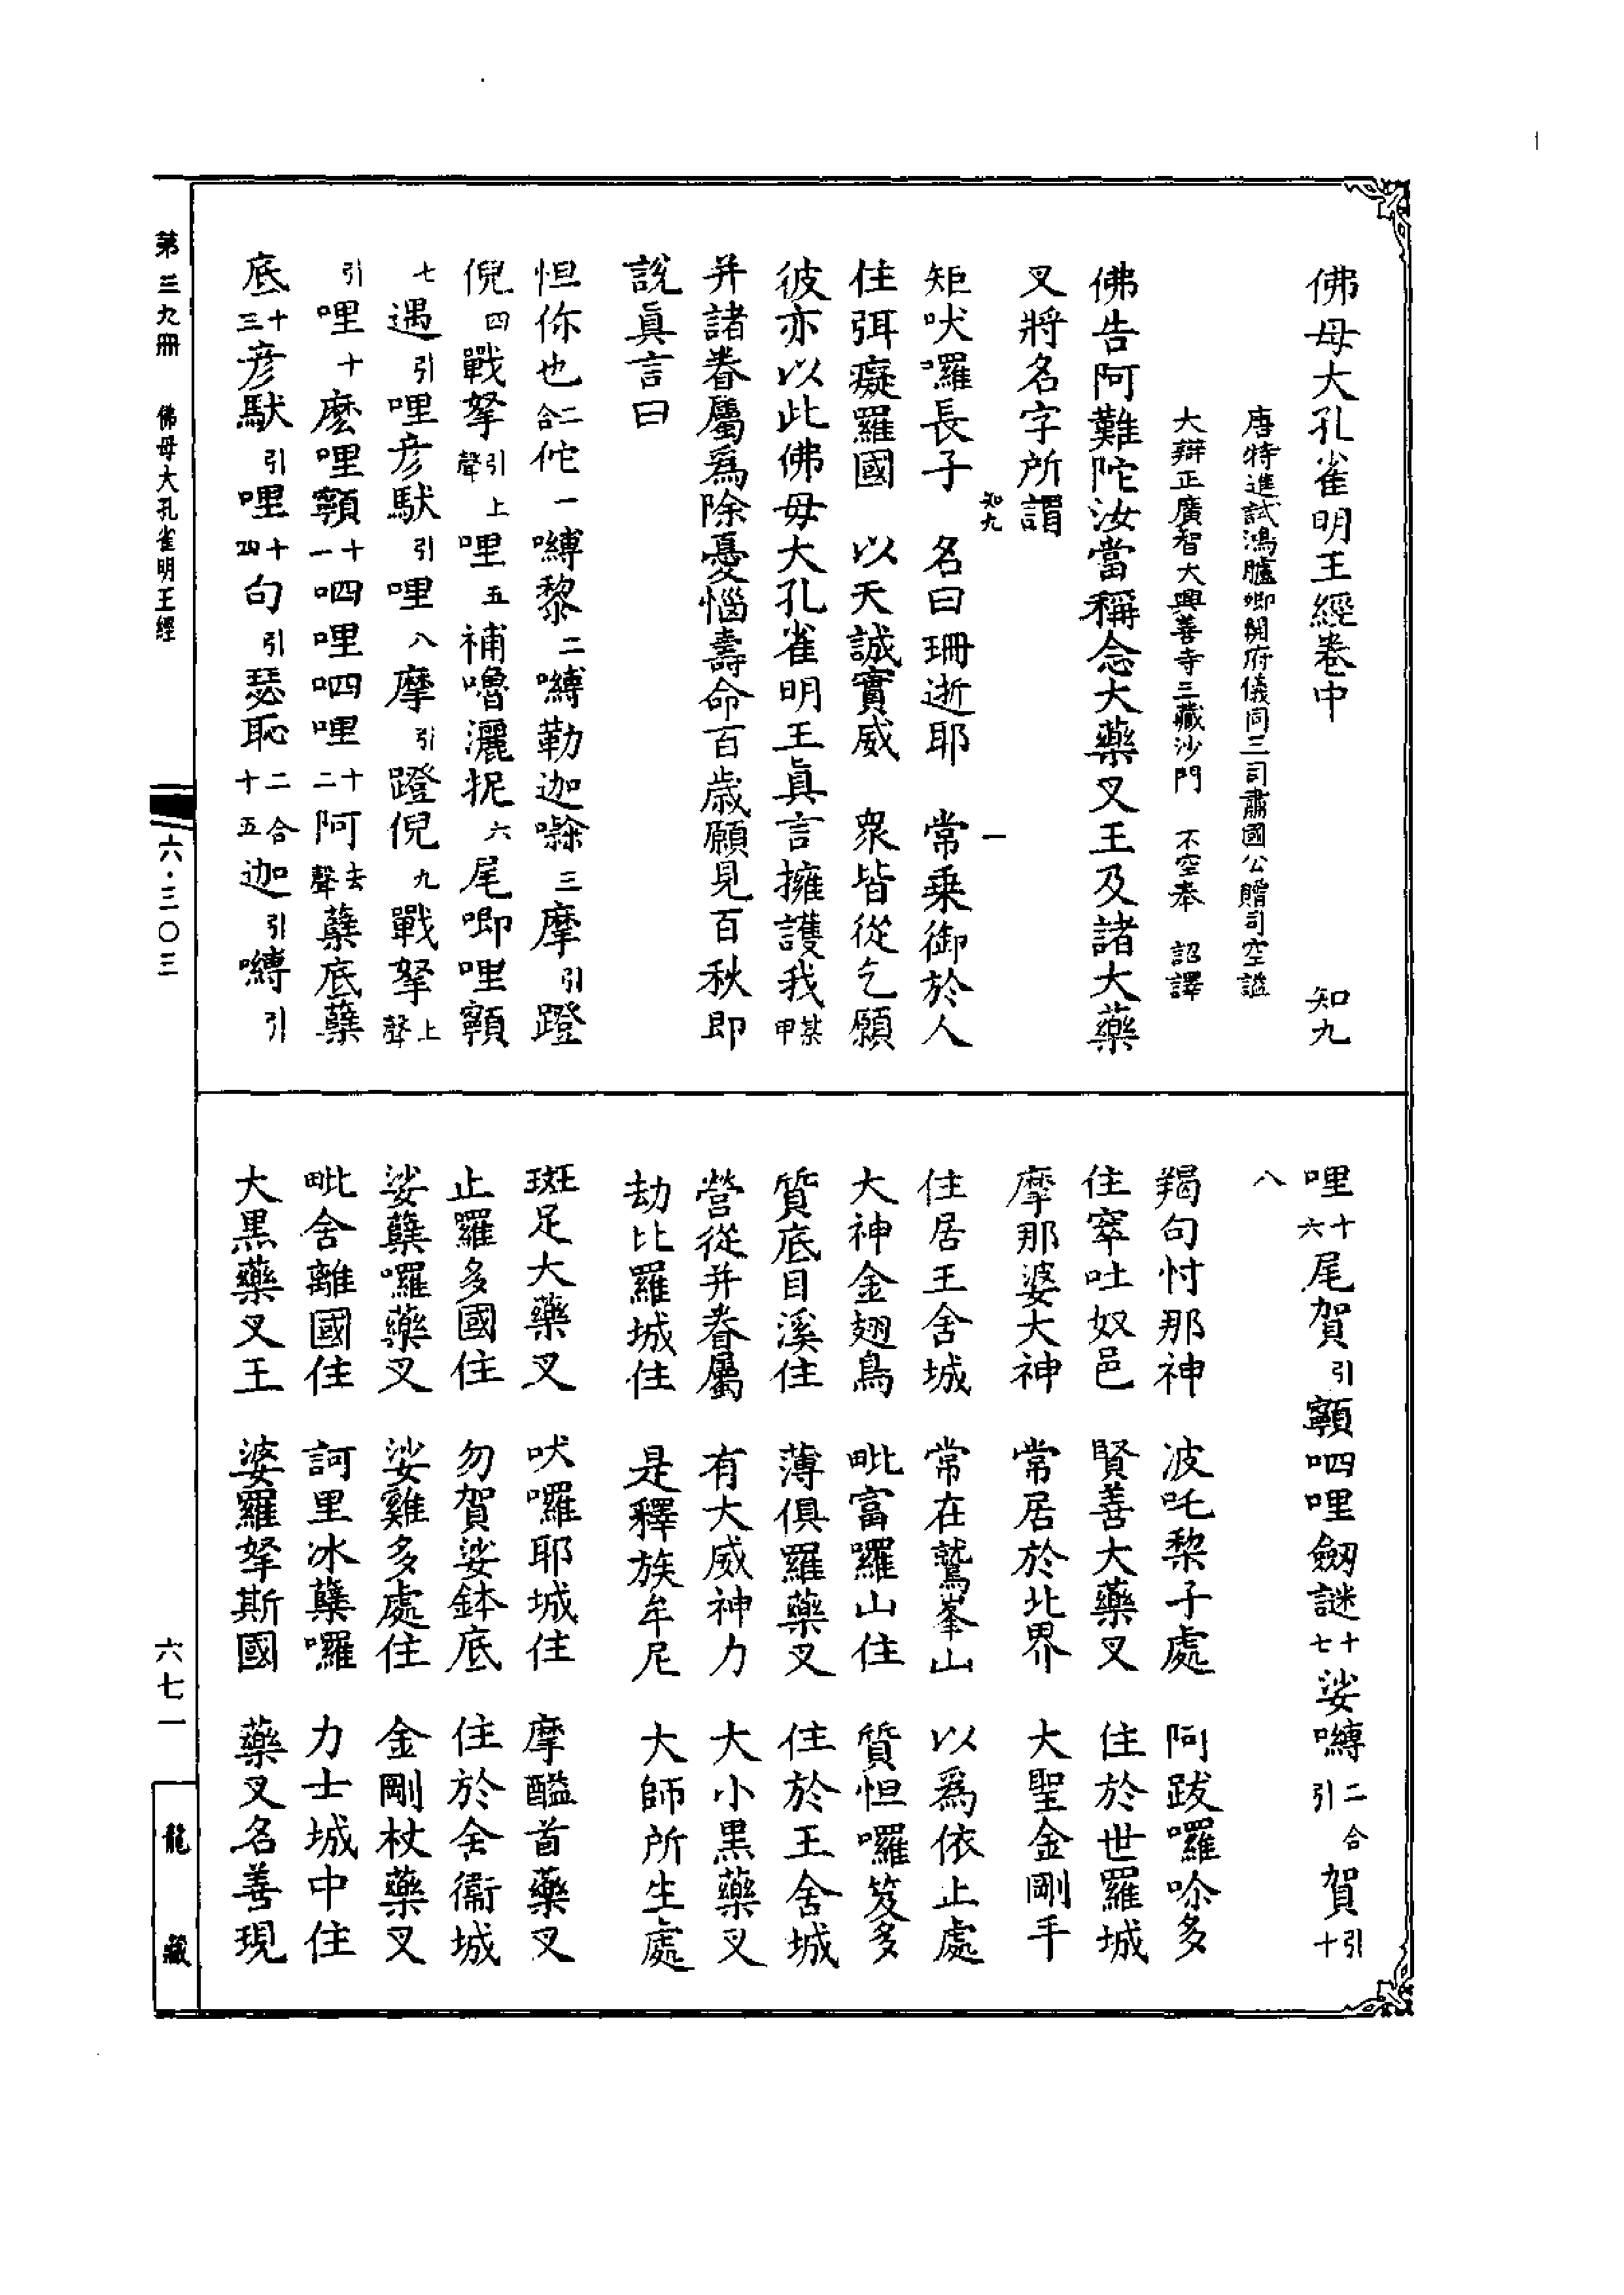 佛母大孔雀明王經卷中　知九
唐特進試鴻臚卿開府儀同三司肅國公贈司空謚
大辯正廣智大興善寺三藏沙門　不空奉　詔譯
佛告阿難陀汝當稱念大藥叉王及諸大藥
叉將名字所謂
知九　一
矩吠囉長子　名曰珊逝耶　常乗御於人
住弭癡羅國　以天誠實威　衆皆從乞願
彼亦以此佛母大孔雀明王眞言擁護我某甲
并諸眷屬爲除憂惱壽命百歲願見百秋即
說眞言曰
怛你也二合佗一嚩黎二嚩勒迦㗚三摩引蹬
倪四戰拏引上聲哩五補嚕灑抳六尾唧哩顊
七遇引哩彥馱引哩八摩引蹬倪九戰拏上聲
引哩十麽哩顊十一呬哩呬哩十二阿去聲蘗底蘗
底十三彥馱引哩十四句引瑟恥二合十五迦引嚩引
哩十六尾賀引顊呬哩劔謎十七娑嚩二合引賀引十
八
羯句忖那神　波吒棃子處　阿跋囉喻多
住窣吐奴邑　賢善大藥叉　住於世羅城
摩那婆大神　常居於北界　大聖金剛手
住居王舍城　常在鷲峯山　以爲依止處
大神金翅鳥　毗富囉山住　質怛囉笈多
質底目溪住　薄俱羅藥叉　住於王舍城
營從并眷屬　有大威神力　大小黑藥叉
劫比羅城住　是釋族牟尼　大師所生處
斑足大藥叉　吠囉耶城住　摩醯首藥叉
止羅多國住　勿賀娑鉢底　住於舍衞城
娑蘗囉藥叉　娑雞多處住　金剛杖藥叉
毗舍離國住　訶里冰蘗囉　力士城中住
大黑藥叉王　婆羅拏斯國　藥叉名善現
第三九冊　佛母大孔雀明王經
六·三〇三
六七一
龍藏